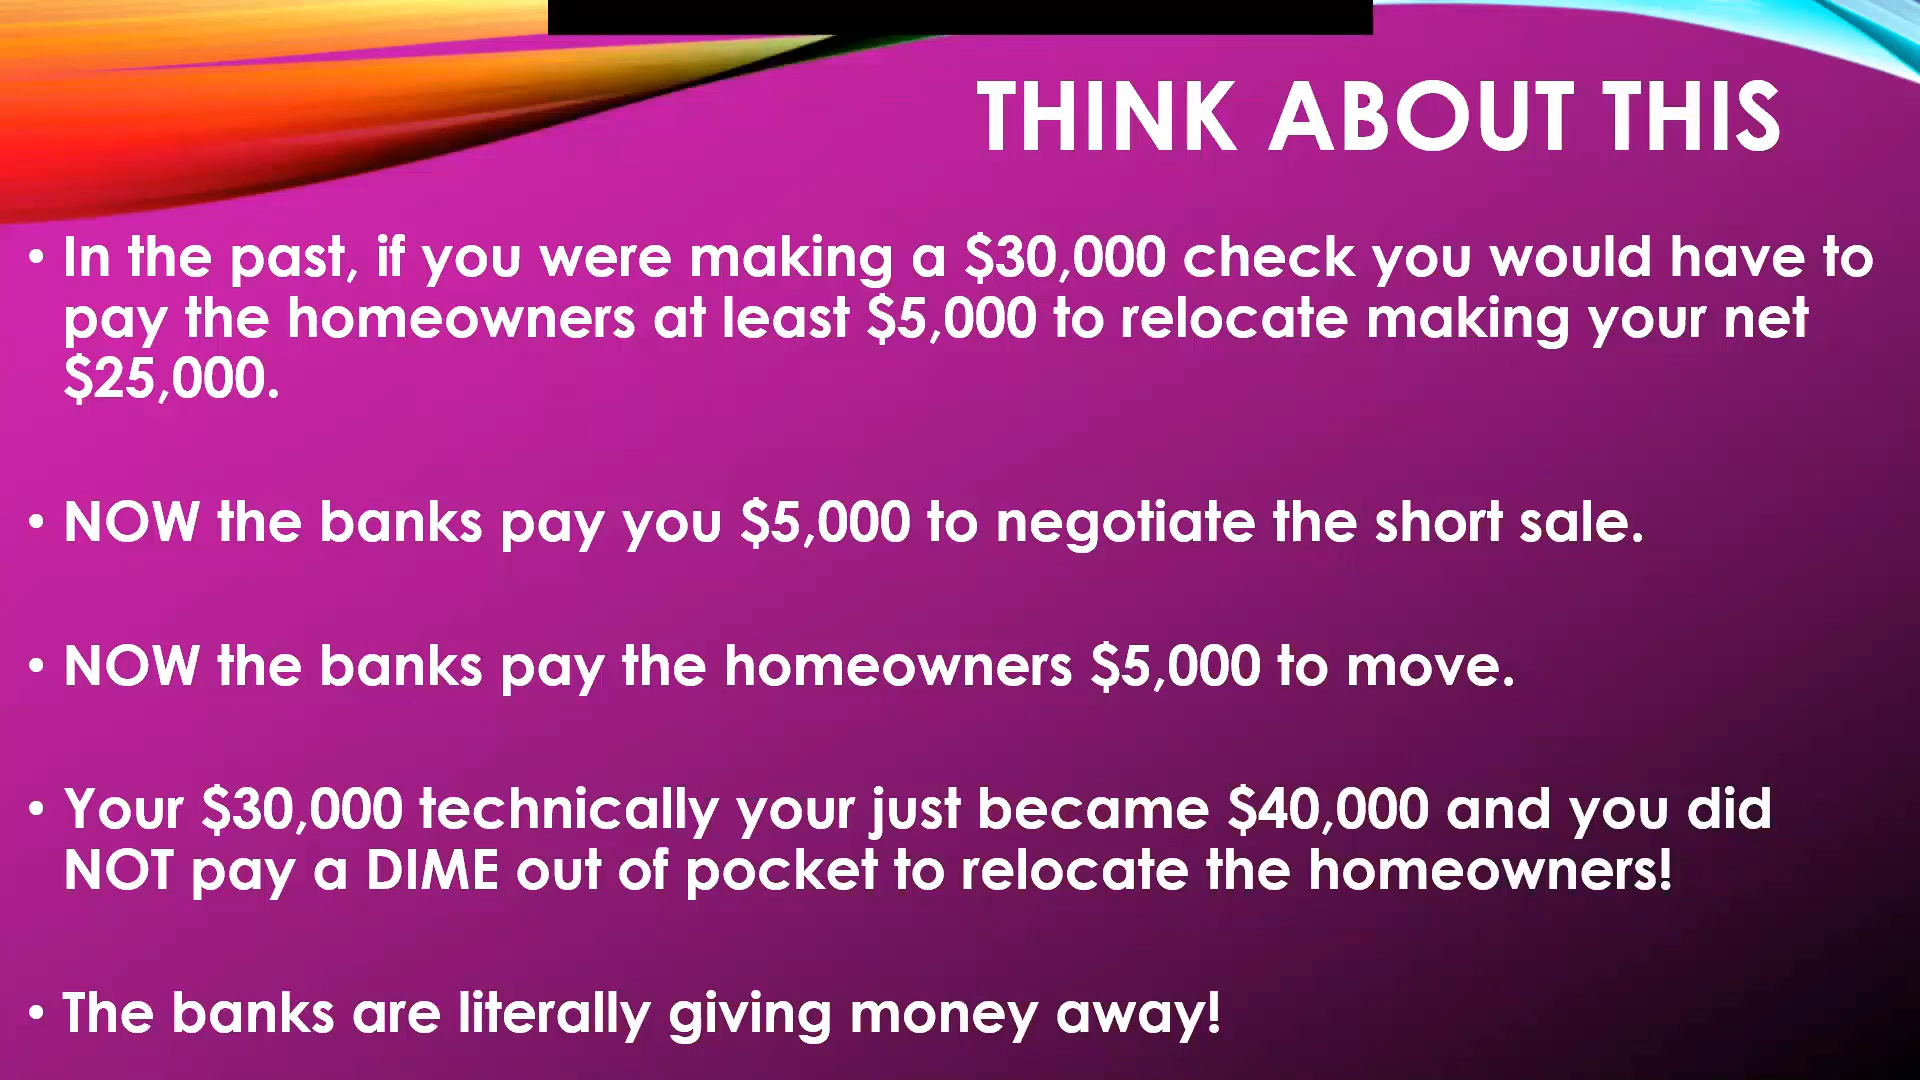 THINK ABOUT THIS
• In the past, if you were making a $30,000 check you would have to
pay the homeowners at least $5,000 to relocate making your net
$25,000.
• NOW the banks pay you $5,000 to negotiate the short sale.
• NOW the banks pay the homeowners $5,000 to move.
• Your $30,000 technically your just became $40,000 and you did
NOT pay a DIME out of pocket to relocate the homeowners!
• The banks are literally giving money away!